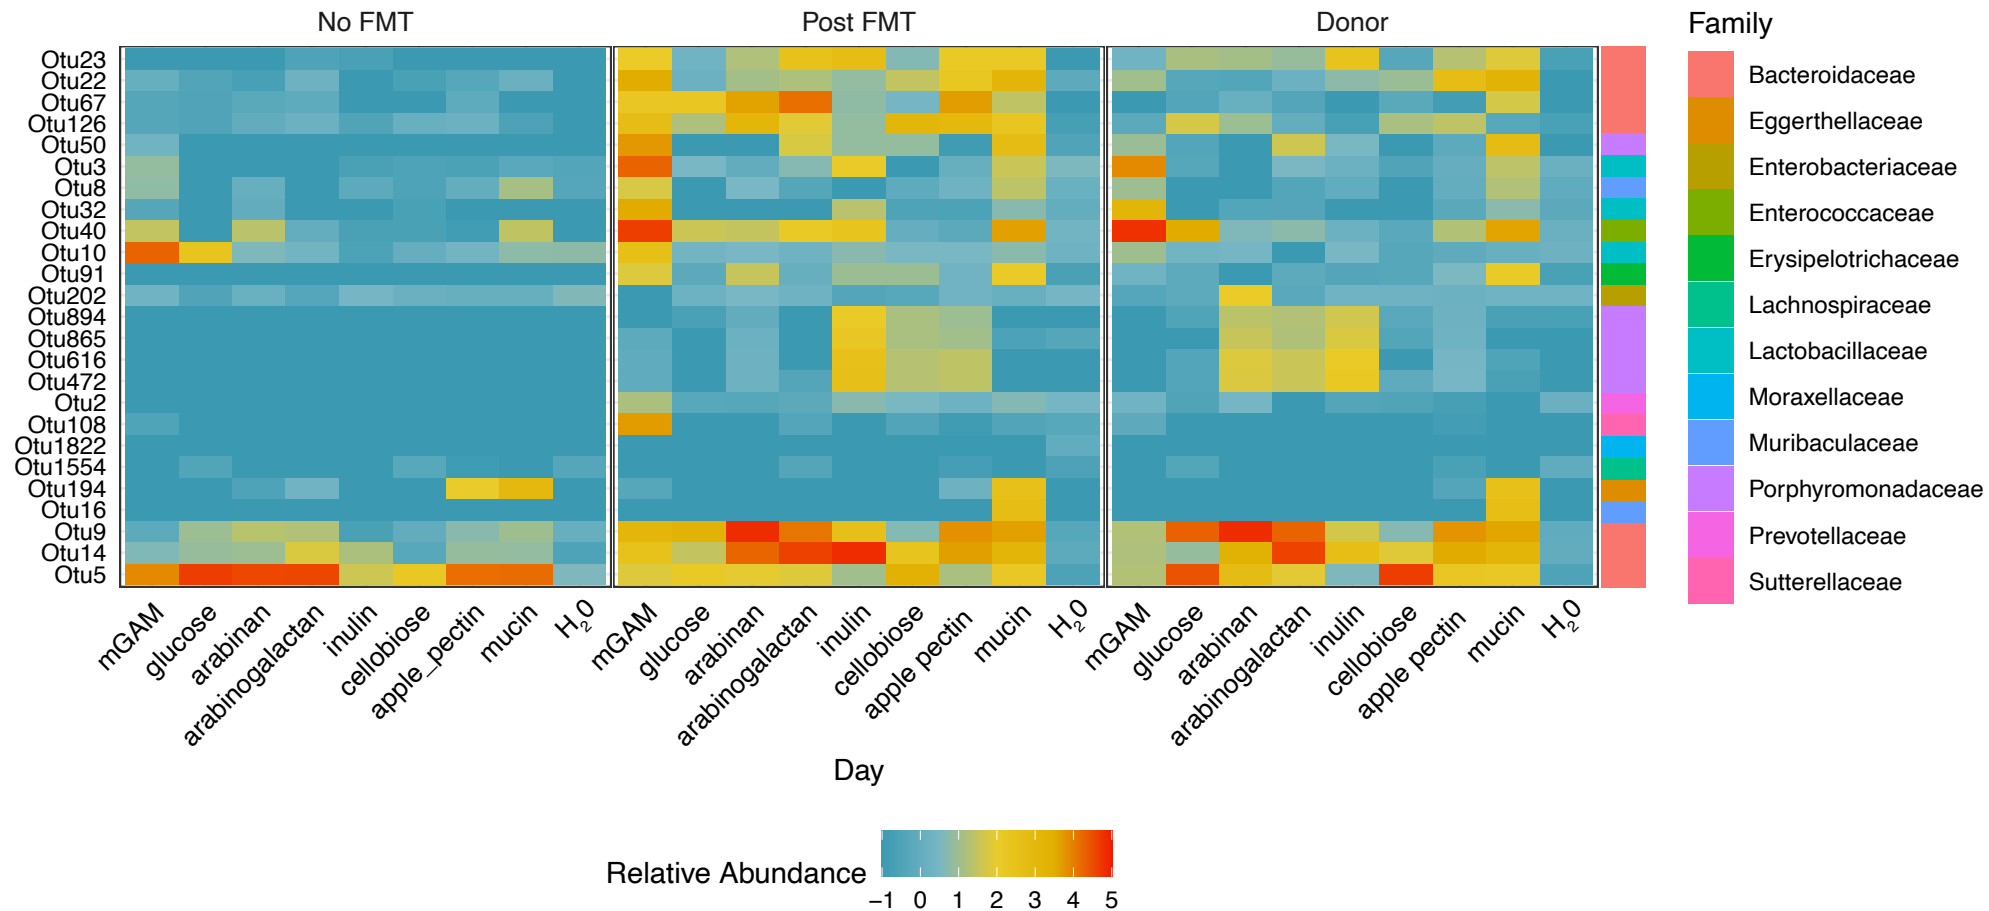 No FMT
Post FMT
Donor
Family
Otu23
Otu22
Otu67
Otu126
Otu50
Otu3
Otu8
Otu32
Otu40
Otu10
Otu91
Otu202
Otu894
Otu865
Otu616
Otu472
Otu2
Otu108
Otu1822
Otu1554
Otu194
Otu16
Otu9
Otu14
Otu5
Bacteroidaceae
Eggerthellaceae
Enterobacteriaceae
Enterococcaceae
Erysipelotrichaceae
Lachnospiraceae
Lactobacillaceae
Moraxellaceae
Muribaculaceae
Porphyromonadaceae
Prevotellaceae
Sutterellaceae
mGAM
glucose
arabinan
arabinogalactan
inulin
cellobiose
apple_pectin
mucin
H₂0
mGAM
glucose
arabinan
arabinogalactan
inulin
cellobiose
apple pectin
mucin
H₂0
mGAM
glucose
arabinan
arabinogalactan
inulin
cellobiose
apple pectin
mucin
H₂0
Day
Relative Abundance
−1 0 1 2 3 4 5